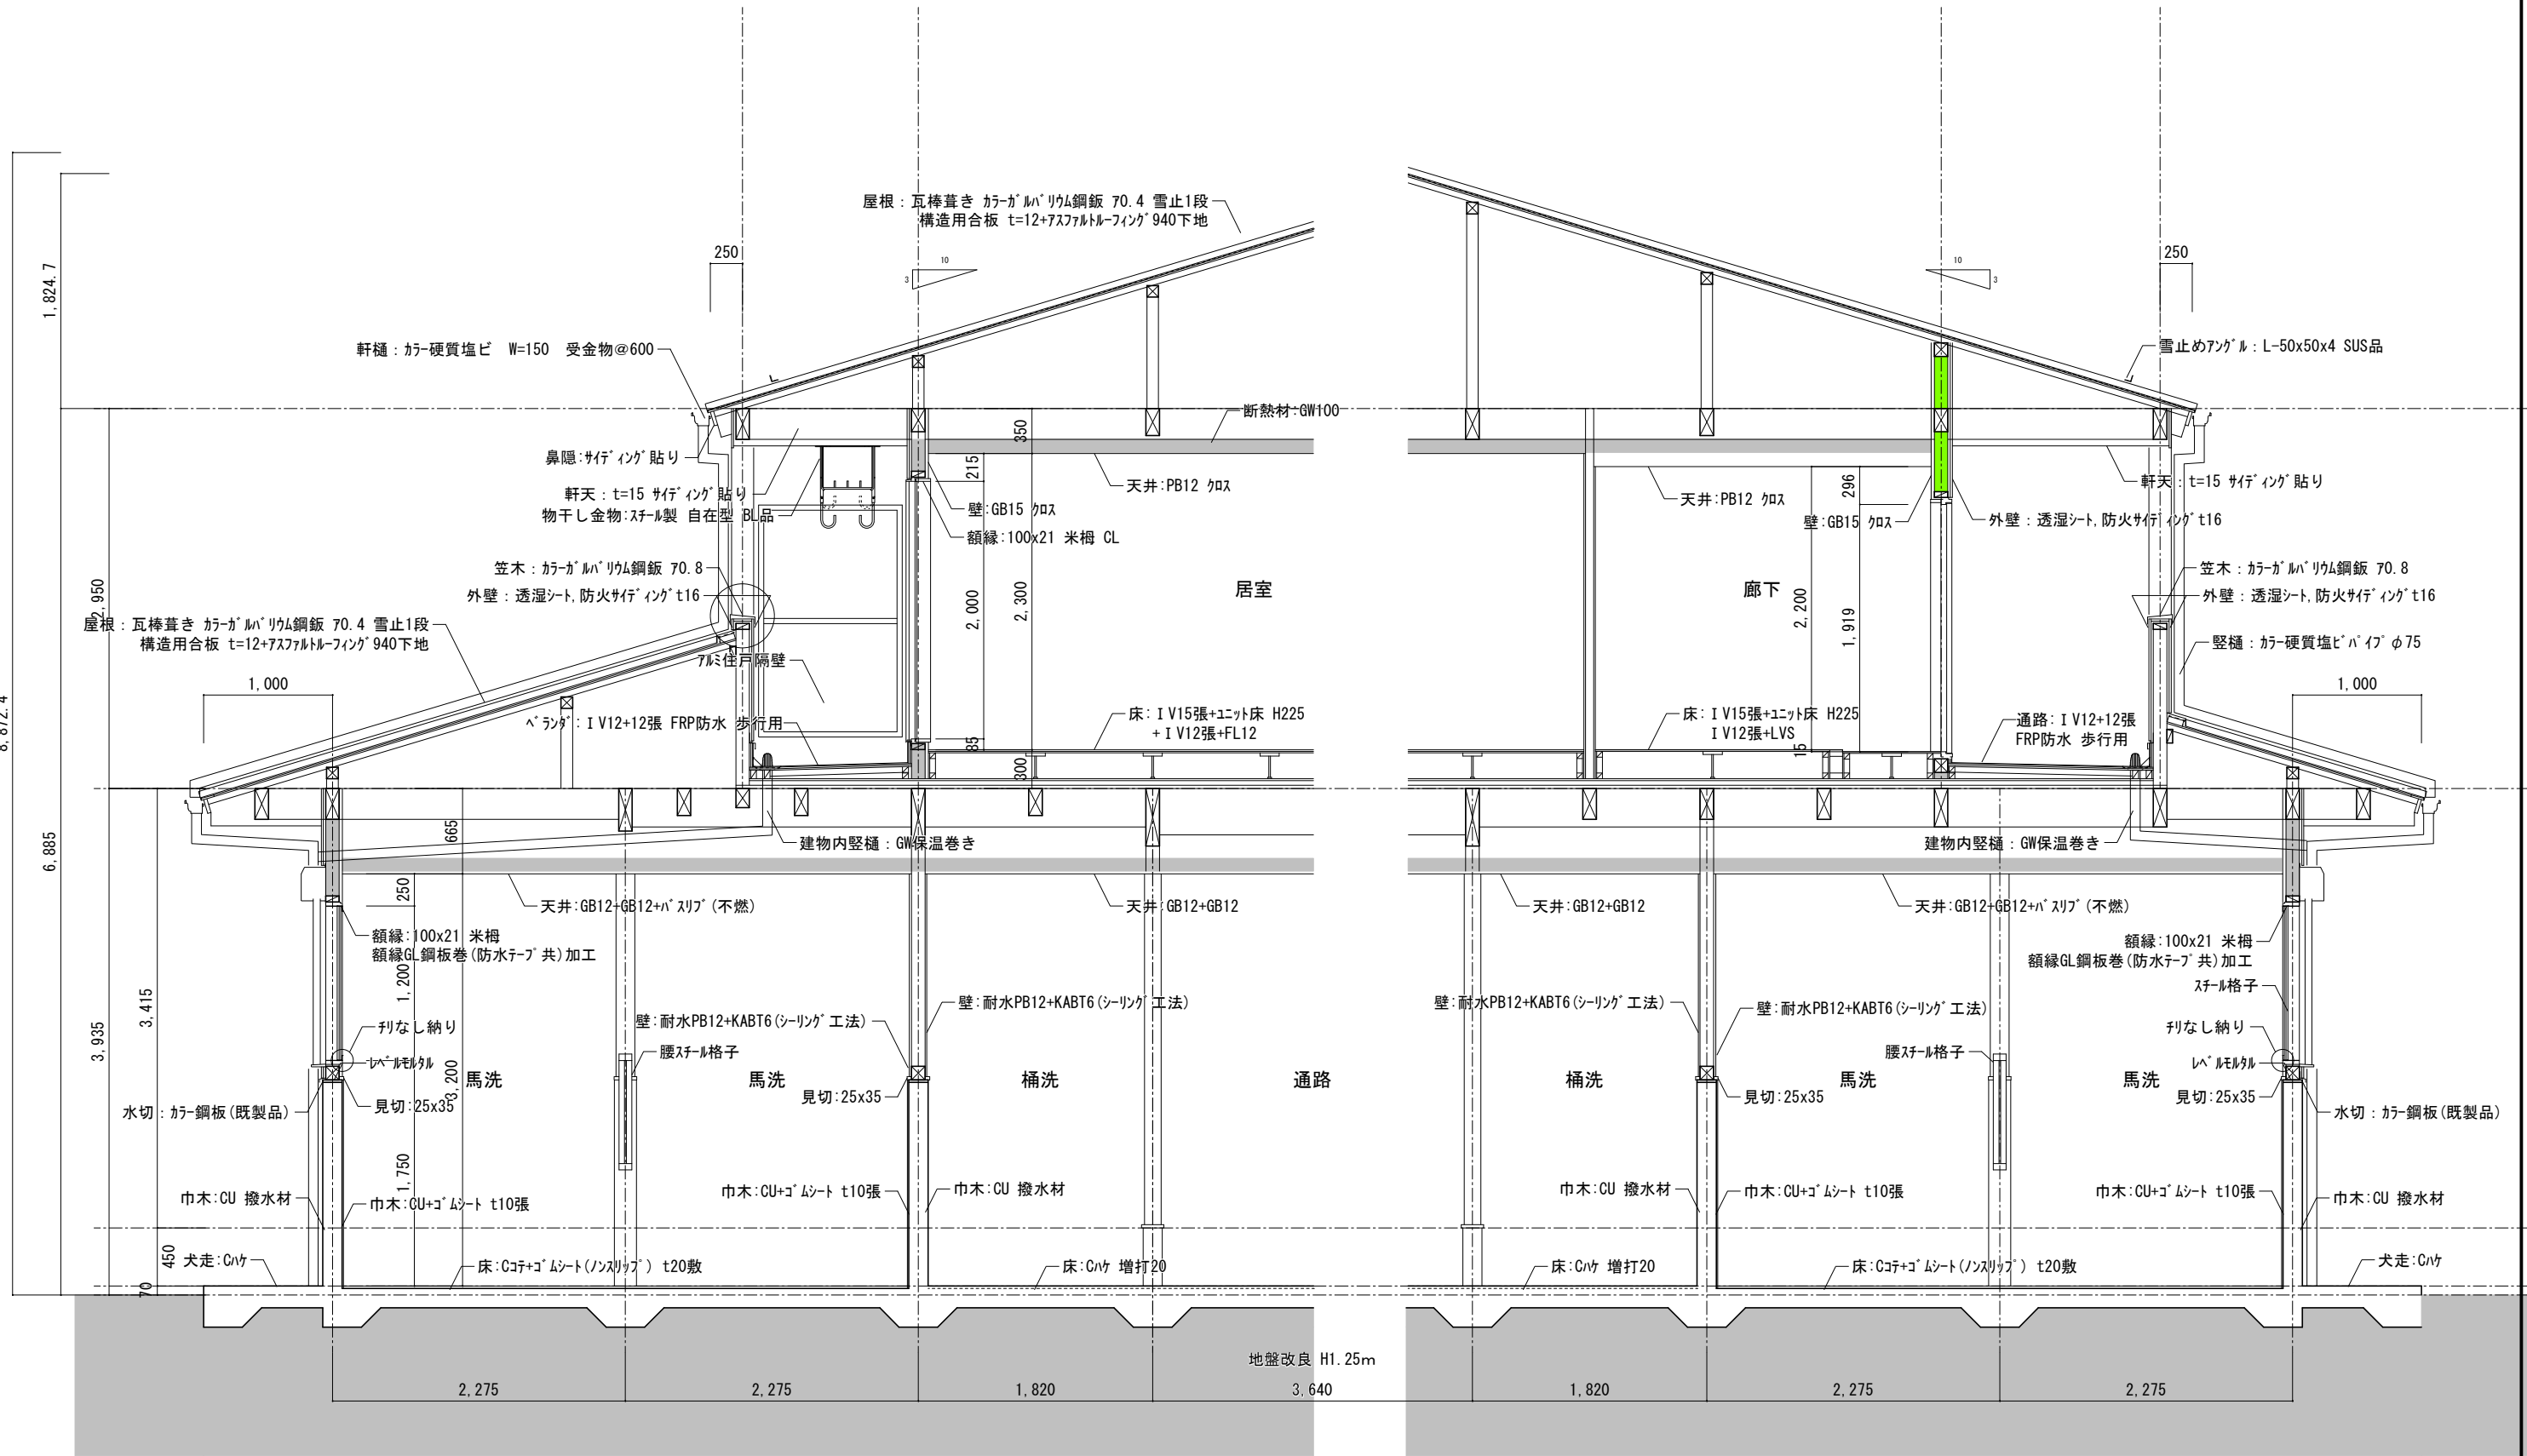 屋根：瓦棒葺き ｶﾗｰｶﾞﾙﾊﾞﾘｳﾑ鋼鈑 ｱ0.4 雪止1段
構造用合板 t=12+ｱｽﾌｧﾙﾄﾙｰﾌｨﾝｸﾞ940下地
250
250
10
3
10
3
1,824.7
軒樋：ｶﾗｰ硬質塩ビ W=150 受金物@600
雪止めｱﾝｸﾞﾙ：L-50x50x4 SUS品
断熱材:GW100
350
鼻隠:ｻｲﾃﾞｨﾝｸﾞ貼り
215
天井:PB12 ｸﾛｽ
296
軒天：t=15 ｻｲﾃﾞｨﾝｸﾞ貼り
軒天：t=15 ｻｲﾃﾞｨﾝｸﾞ貼り
物干し金物:ｽﾁｰﾙ製 自在型 BL品
壁:GB15 ｸﾛｽ
天井:PB12 ｸﾛｽ
壁:GB15 ｸﾛｽ
外壁：透湿ｼｰﾄ,防火ｻｲﾃﾞｨﾝｸﾞt16
額縁:100x21 米栂 CL
笠木：ｶﾗｰｶﾞﾙﾊﾞﾘｳﾑ鋼鈑 ｱ0.8
笠木：ｶﾗｰｶﾞﾙﾊﾞﾘｳﾑ鋼鈑 ｱ0.8
2,950
外壁：透湿ｼｰﾄ,防火ｻｲﾃﾞｨﾝｸﾞt16
2,000
2,300
居室
廊下
2,200
1,919
外壁：透湿ｼｰﾄ,防火ｻｲﾃﾞｨﾝｸﾞt16
屋根：瓦棒葺き ｶﾗｰｶﾞﾙﾊﾞﾘｳﾑ鋼鈑 ｱ0.4 雪止1段
構造用合板 t=12+ｱｽﾌｧﾙﾄﾙｰﾌｨﾝｸﾞ940下地
竪樋：ｶﾗｰ硬質塩ﾋﾞﾊﾟｲﾌﾟφ75
ｱﾙﾐ住戸隔壁
1,000
1,000
8,872.4
ﾍﾞﾗﾝﾀﾞ：ＩV12+12張 FRP防水 歩行用
床：ＩV15張+ﾕﾆｯﾄ床 H225
+ＩV12張+FL12
床：ＩV15張+ﾕﾆｯﾄ床 H225
ＩV12張+LVS
通路：ＩV12+12張
FRP防水 歩行用
85
15
300
665
6,885
建物内竪樋：GW保温巻き
建物内竪樋：GW保温巻き
250
天井:GB12+GB12+ﾊﾞｽﾘﾌﾞ(不燃)
天井:GB12+GB12
天井:GB12+GB12
天井:GB12+GB12+ﾊﾞｽﾘﾌﾞ(不燃)
額縁:100x21 米栂
額縁GL鋼板巻(防水ﾃｰﾌﾟ共)加工
額縁:100x21 米栂
額縁GL鋼板巻(防水ﾃｰﾌﾟ共)加工
1,200
3,415
3,935
ｽﾁｰﾙ格子
壁:耐水PB12+KABT6(ｼｰﾘﾝｸﾞ工法)
壁:耐水PB12+KABT6(ｼｰﾘﾝｸﾞ工法)
壁:耐水PB12+KABT6(ｼｰﾘﾝｸﾞ工法)
壁:耐水PB12+KABT6(ｼｰﾘﾝｸﾞ工法)
ﾁﾘなし納り
ﾁﾘなし納り
ﾚﾍﾞﾙﾓﾙﾀﾙ
腰ｽﾁｰﾙ格子
腰ｽﾁｰﾙ格子
ﾚﾍﾞﾙﾓﾙﾀﾙ
馬洗
馬洗
桶洗
通路
桶洗
馬洗
馬洗
3,200
水切：ｶﾗｰ鋼板(既製品)
見切:25x35
見切:25x35
見切:25x35
見切:25x35
水切：ｶﾗｰ鋼板(既製品)
1,750
巾木:CU 撥水材
巾木:CU+ｺﾞﾑｼｰﾄ t10張
巾木:CU+ｺﾞﾑｼｰﾄ t10張
巾木:CU 撥水材
巾木:CU 撥水材
巾木:CU+ｺﾞﾑｼｰﾄ t10張
巾木:CU+ｺﾞﾑｼｰﾄ t10張
巾木:CU 撥水材
450
70
犬走:Cﾊｹ
床:Cｺﾃ+ｺﾞﾑｼｰﾄ(ﾉﾝｽﾘｯﾌﾟ) t20敷
床:Cﾊｹ 増打20
床:Cﾊｹ 増打20
床:Cｺﾃ+ｺﾞﾑｼｰﾄ(ﾉﾝｽﾘｯﾌﾟ) t20敷
犬走:Cﾊｹ
地盤改良 H1.25m
2,275
2,275
1,820
3,640
1,820
2,275
2,275